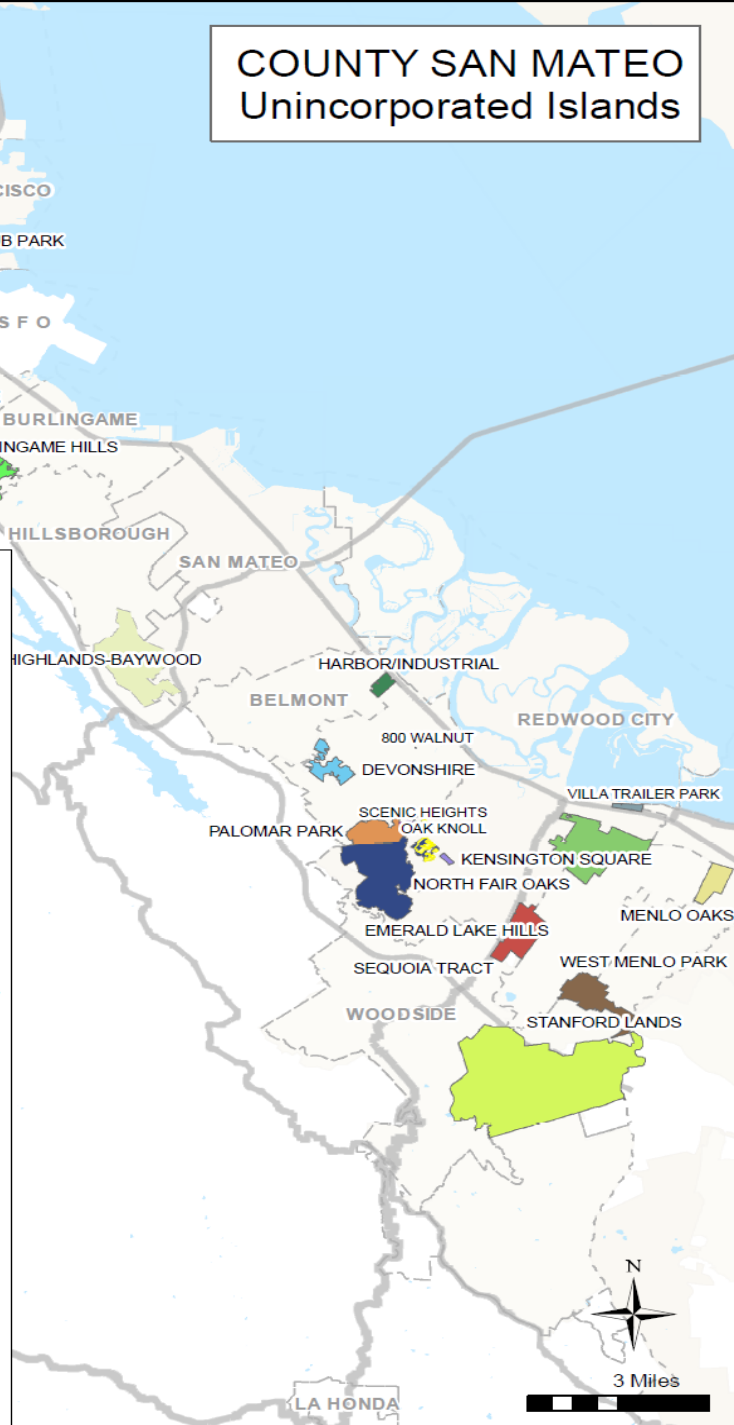 COUNTY SAN MATEO
Unincorporated Islands
CISCO
B PARK
S F O
BURLINGAME
INGAME HILLS
HILLSBOROUGH
SAN MATEO
HIGHLANDS-BAYWOOD
HARBOR/INDUSTRIAL
BELMONT
REDWOOD CITY
800 WALNUT
DEVONSHIRE
VILLA TRAILER PARK
SCENIC HEIGHTS
PALOMAR PARK
OAK KNOLL
KENSINGTON SQUARE
NORTH FAIR OAKS
MENLO OAKS
EMERALD LAKE HILLS
WEST MENLO PARK
SEQUOIA TRACT
WOODSIDE
STANFORD LANDS
N
3 Miles
LA HONDA